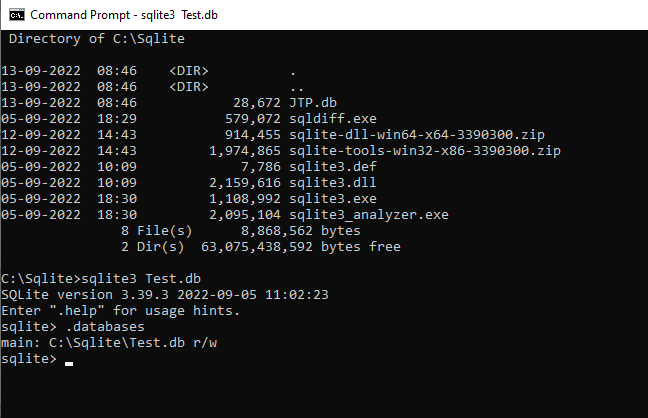 Command Prompt - sqlite3 Test.db
Directory of C:\Sqlite
13-09-2022 08:46 <DIR> .
13-09-2022 08:46 <DIR> ..
13-09-2022 08:46 28,672 JTP.db
05-09-2022 18:29 579,072 sqldiff.exe
12-09-2022 14:43 914,455 sqlite-dll-win64-x64-3390300.zip
12-09-2022 14:43 1,974,865 sqlite-tools-win32-x86-3390300.zip
05-09-2022 10:09 7,786 sqlite3.def
05-09-2022 10:09 2,159,616 sqlite3.dll
05-09-2022 18:30 1,108,992 sqlite3.exe
05-09-2022 18:30 2,095,104 sqlite3_analyzer.exe
8 File(s) 8,868,562 bytes
2 Dir(s) 63,075,438,592 bytes free
C:\Sqlite>sqlite3 Test.db
SQLite version 3.39.3 2022-09-05 11:02:23
Enter ".help" for usage hints.
sqlite> .databases
main: C:\Sqlite\Test.db r/w
sqlite>